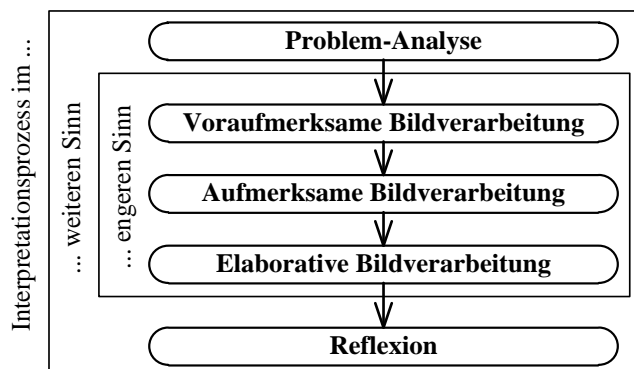 Interpretationsprozess im ...
... weiteren Sinn
... engeren Sinn
Problem-Analyse
Voraufmerksame Bildverarbeitung
Aufmerksame Bildverarbeitung
Elaborative Bildverarbeitung
Reflexion